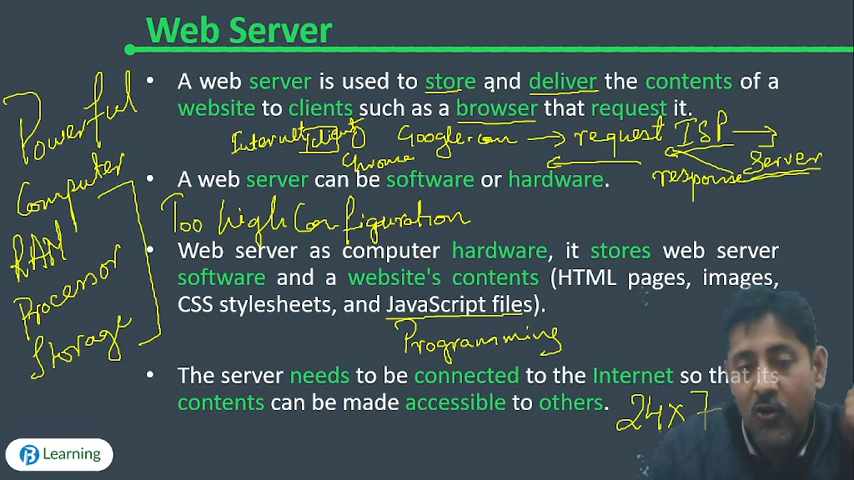 Web Server
• A web server is used to store and deliver the contents of a
website to clients such as a browser that request it.
Internet (client) Google.com → request ISP →
Chrome
response Server
• A web server can be software or hardware.
Too high Configuration
• Web server as computer hardware, it stores web server
software and a website's contents (HTML pages, images,
CSS stylesheets, and JavaScript files).
Programming
• The server needs to be connected to the Internet so that its
contents can be made accessible to others.
24x7
Powerful
Computer
RAM
Processor
Storage
B Learning